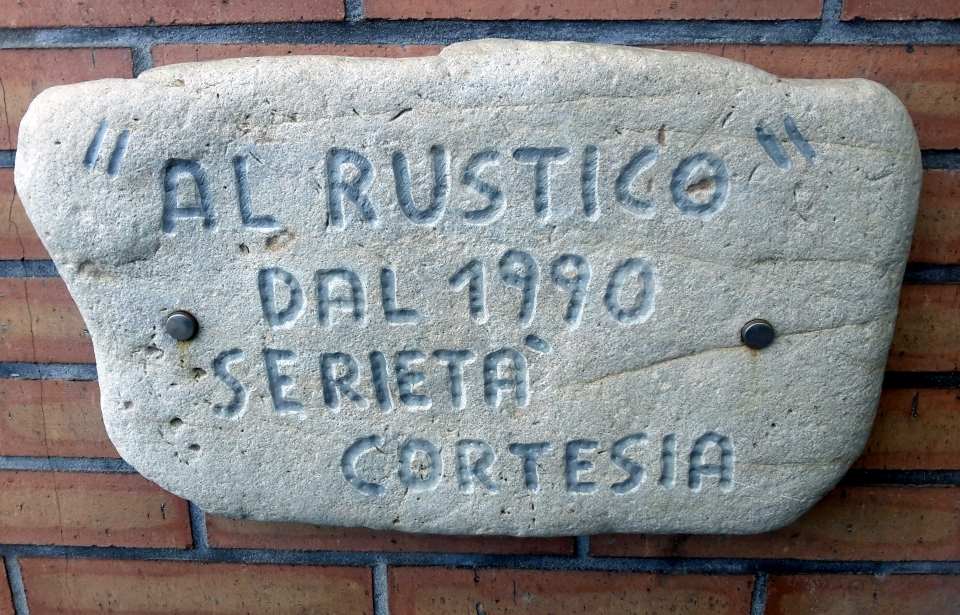 "AL RUSTICO"
DAL 1990
SERIETÀ
CORTESIA